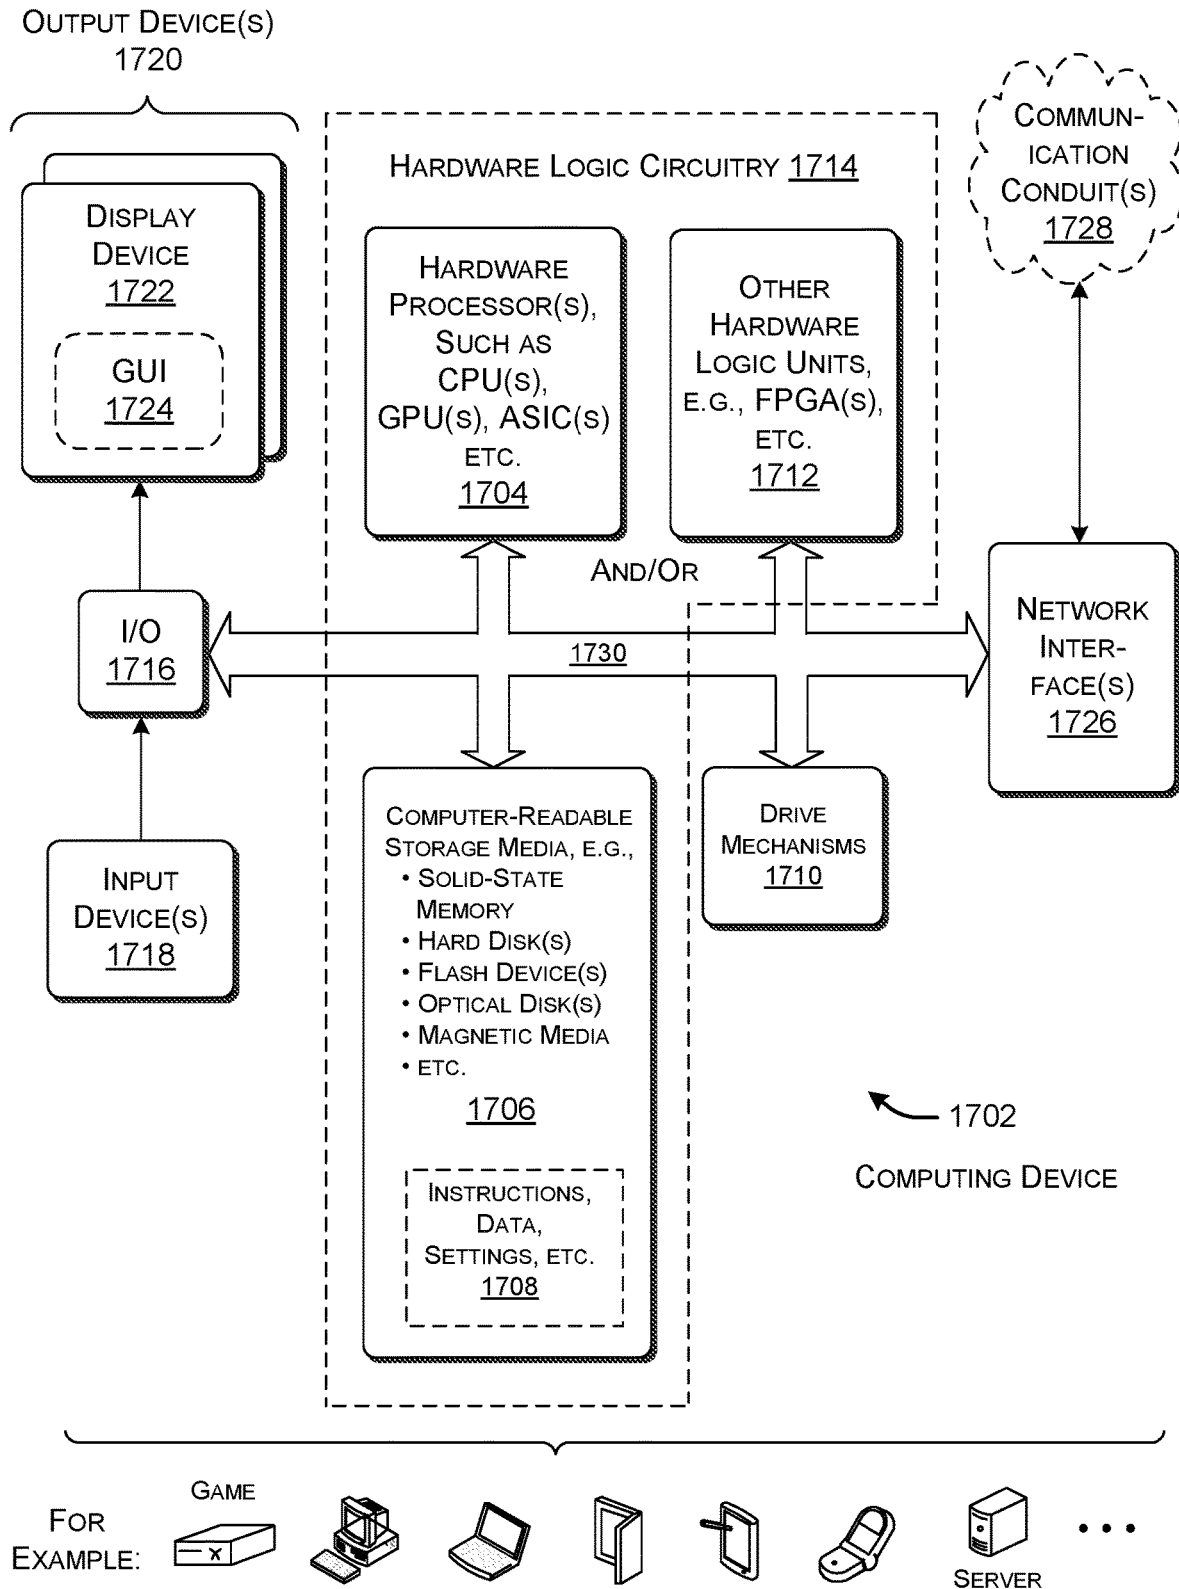 OUTPUT DEVICE(S)
1720
DISPLAY
DEVICE
1722
GUI
1724
HARDWARE LOGIC CIRCUITRY 1714
HARDWARE
PROCESSOR(S),
SUCH AS
CPU(S),
GPU(S), ASIC(S)
ETC.
1704
OTHER
HARDWARE
LOGIC UNITS,
E.G., FPGA(S),
ETC.
1712
COMMUN-
ICATION
CONDUIT(S)
1728
AND/OR
I/O
1716
1730
NETWORK
INTER-
FACE(S)
1726
INPUT
DEVICE(S)
1718
COMPUTER-READABLE
STORAGE MEDIA, E.G.,
• SOLID-STATE
MEMORY
• HARD DISK(S)
• FLASH DEVICE(S)
• OPTICAL DISK(S)
• MAGNETIC MEDIA
• ETC.
1706
INSTRUCTIONS,
DATA,
SETTINGS, ETC.
1708
DRIVE
MECHANISMS
1710
1702
COMPUTING DEVICE
FOR
EXAMPLE:
GAME
SERVER
• • •